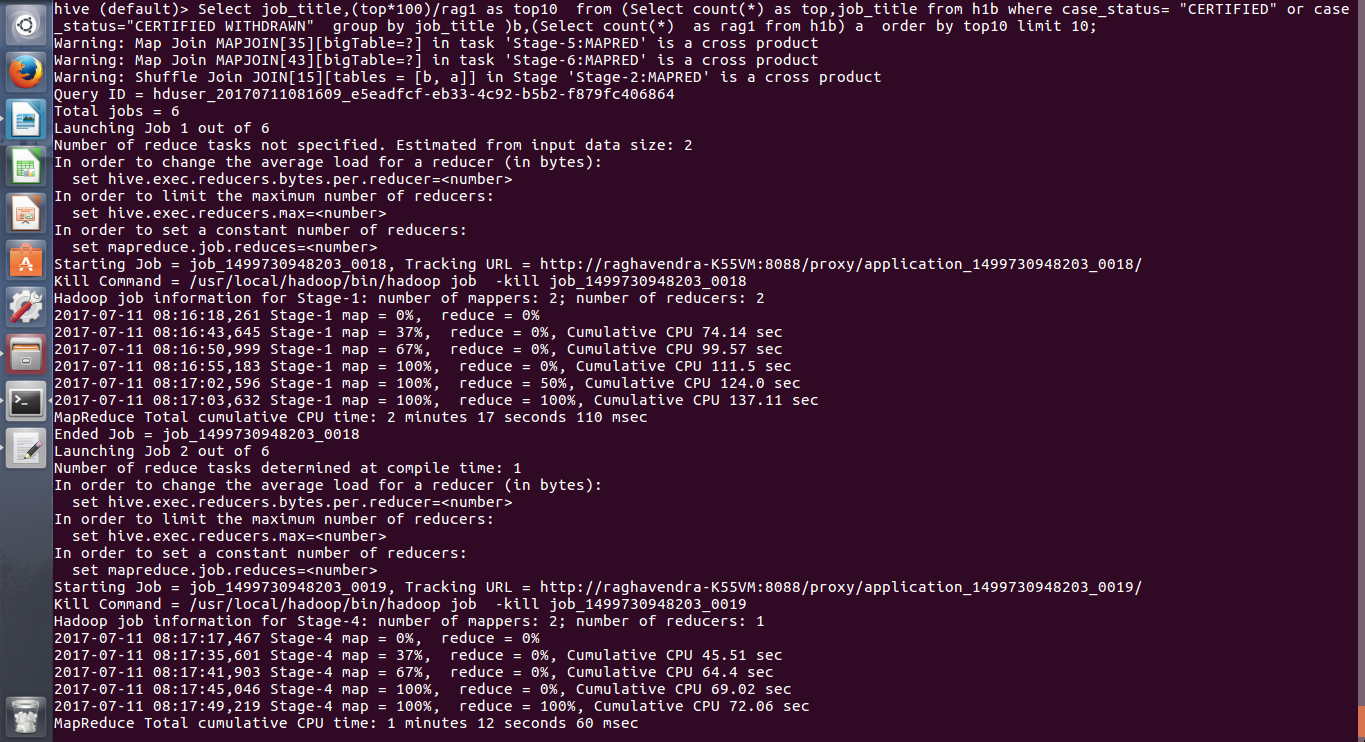 hive (default)> Select job_title,(top*100)/rag1 as top10  from (Select count(*) as top,job_title from h1b where case_status= "CERTIFIED" or case
_status="CERTIFIED WITHDRAWN"  group by job_title )b,(Select count(*)  as rag1 from h1b) a  order by top10 limit 10;
Warning: Map Join MAPJOIN[35][bigTable=?] in task 'Stage-5:MAPRED' is a cross product
Warning: Map Join MAPJOIN[43][bigTable=?] in task 'Stage-6:MAPRED' is a cross product
Warning: Shuffle Join JOIN[15][tables = [b, a]] in Stage 'Stage-2:MAPRED' is a cross product
Query ID = hduser_20170711081609_e5eadfcf-eb33-4c92-b5b2-f879fc406864
Total jobs = 6
Launching Job 1 out of 6
Number of reduce tasks not specified. Estimated from input data size: 2
In order to change the average load for a reducer (in bytes):
  set hive.exec.reducers.bytes.per.reducer=<number>
In order to limit the maximum number of reducers:
  set hive.exec.reducers.max=<number>
In order to set a constant number of reducers:
  set mapreduce.job.reduces=<number>
Starting Job = job_1499730948203_0018, Tracking URL = http://raghavendra-K55VM:8088/proxy/application_1499730948203_0018/
Kill Command = /usr/local/hadoop/bin/hadoop job  -kill job_1499730948203_0018
Hadoop job information for Stage-1: number of mappers: 2; number of reducers: 2
2017-07-11 08:16:18,261 Stage-1 map = 0%,  reduce = 0%
2017-07-11 08:16:43,645 Stage-1 map = 37%,  reduce = 0%, Cumulative CPU 74.14 sec
2017-07-11 08:16:50,999 Stage-1 map = 67%,  reduce = 0%, Cumulative CPU 99.57 sec
2017-07-11 08:16:55,183 Stage-1 map = 100%,  reduce = 0%, Cumulative CPU 111.5 sec
2017-07-11 08:17:02,596 Stage-1 map = 100%,  reduce = 50%, Cumulative CPU 124.0 sec
2017-07-11 08:17:03,632 Stage-1 map = 100%,  reduce = 100%, Cumulative CPU 137.11 sec
MapReduce Total cumulative CPU time: 2 minutes 17 seconds 110 msec
Ended Job = job_1499730948203_0018
Launching Job 2 out of 6
Number of reduce tasks determined at compile time: 1
In order to change the average load for a reducer (in bytes):
  set hive.exec.reducers.bytes.per.reducer=<number>
In order to limit the maximum number of reducers:
  set hive.exec.reducers.max=<number>
In order to set a constant number of reducers:
  set mapreduce.job.reduces=<number>
Starting Job = job_1499730948203_0019, Tracking URL = http://raghavendra-K55VM:8088/proxy/application_1499730948203_0019/
Kill Command = /usr/local/hadoop/bin/hadoop job  -kill job_1499730948203_0019
Hadoop job information for Stage-4: number of mappers: 2; number of reducers: 1
2017-07-11 08:17:17,467 Stage-4 map = 0%,  reduce = 0%
2017-07-11 08:17:35,601 Stage-4 map = 37%,  reduce = 0%, Cumulative CPU 45.51 sec
2017-07-11 08:17:41,903 Stage-4 map = 67%,  reduce = 0%, Cumulative CPU 64.4 sec
2017-07-11 08:17:45,046 Stage-4 map = 100%,  reduce = 0%, Cumulative CPU 69.02 sec
2017-07-11 08:17:49,219 Stage-4 map = 100%,  reduce = 100%, Cumulative CPU 72.06 sec
MapReduce Total cumulative CPU time: 1 minutes 12 seconds 60 msec